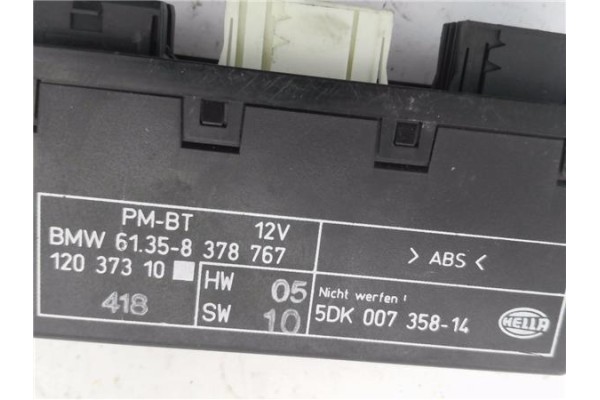 PM-BT 12V
BMW 61.35-8 378 767
120 373 10
418
HW 05
SW 10
> ABS <
Nicht werfen!
5DK 007 358-14
HELLA